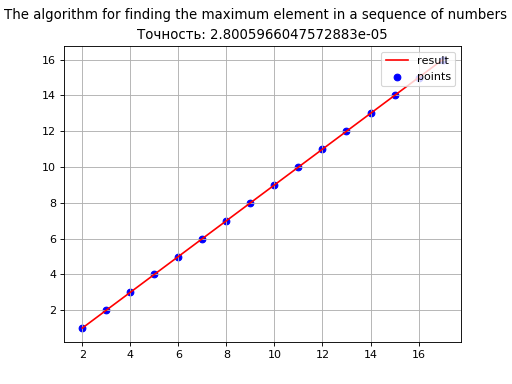 The algorithm for finding the maximum element in a sequence of numbers
Точность: 2.8005966047572883e-05
result
points
16
14
12
10
8
6
4
2
2 4 6 8 10 12 14 16